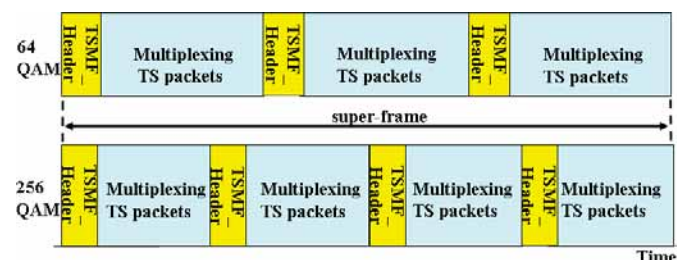 64
QAM
TSMF_
Header
Multiplexing
TS packets
TSMF_
Header
Multiplexing
TS packets
TSMF_
Header
Multiplexing
TS packets
super-frame
256
QAM
TSMF_
Header
Multiplexing
TS packets
TSMF_
Header
Multiplexing
TS packets
TSMF_
Header
Multiplexing
TS packets
TSMF_
Header
Multiplexing
TS packets
Time